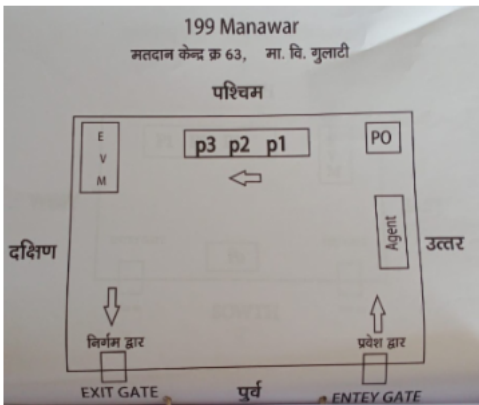 199 Manawar
मतदान केन्द्र क्र 63, मा. वि. गुलाटी
पश्चिम
E
V
M
p3 p2 p1
PO
Agent
दक्षिण
उत्तर
निर्गम द्वार
प्रवेश द्वार
EXIT GATE
पुर्व
ENTEY GATE